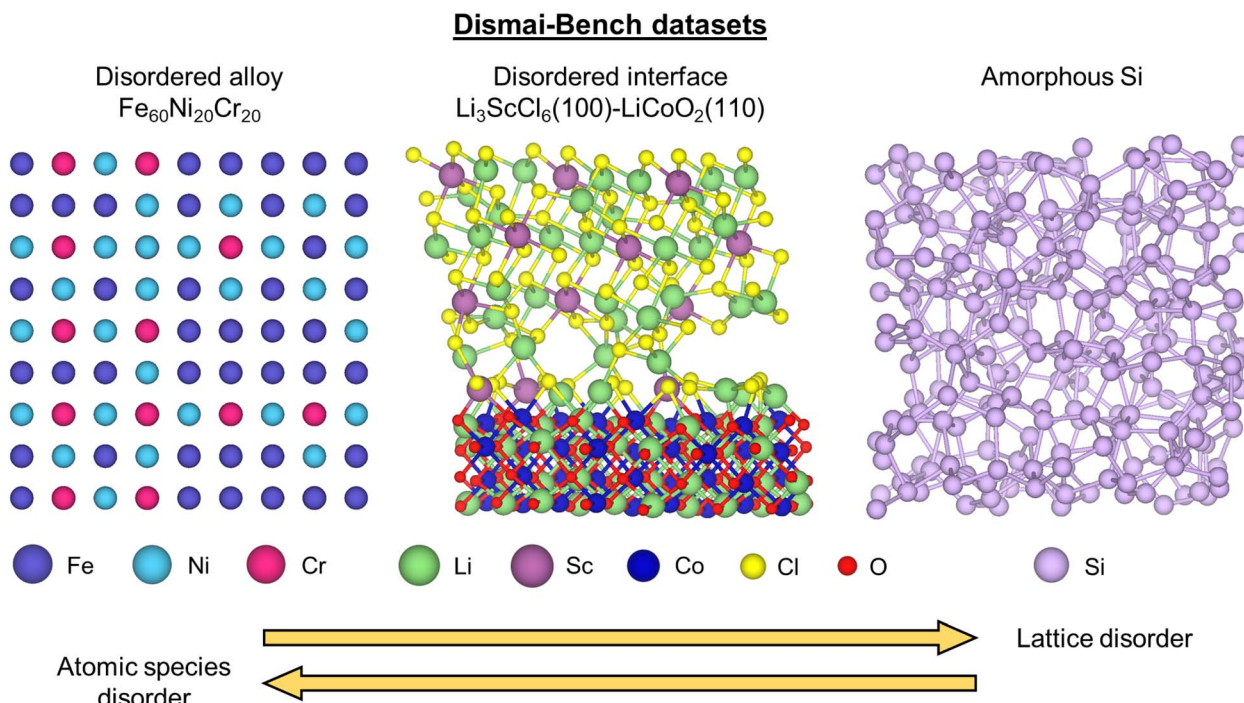 Dismai-Bench datasets
Disordered alloy
Fe₆₀Ni₂₀Cr₂₀
Disordered interface
Li₃ScCl₆(100)-LiCoO₂(110)
Amorphous Si
Fe Ni Cr Li Sc Co Cl O Si
Lattice disorder
Atomic species
disorder